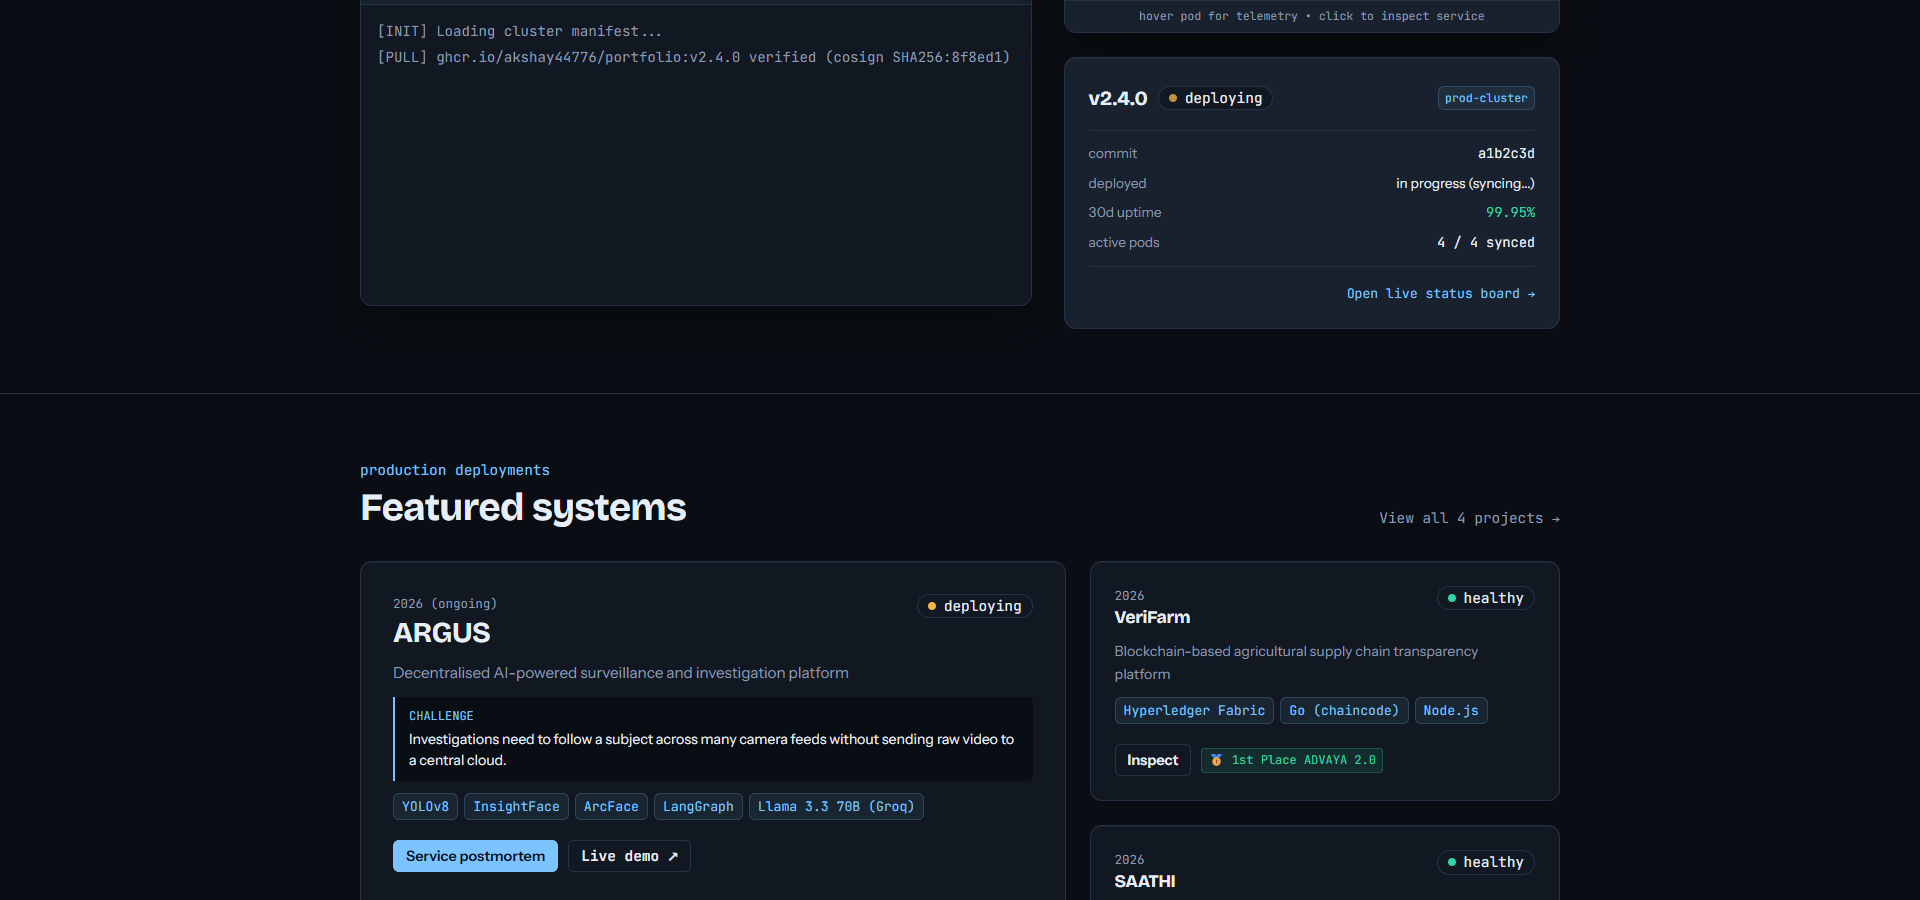 [INIT] Loading cluster manifest...
[PULL] ghcr.io/akshay44776/portfolio:v2.4.0 verified (cosign SHA256:8f8ed1)
hover pod for telemetry • click to inspect service
v2.4.0 deploying prod-cluster
commit a1b2c3d
deployed in progress (syncing...)
30d uptime 99.95%
active pods 4 / 4 synced
Open live status board →
production deployments
Featured systems
View all 4 projects →
2026 (ongoing) deploying
ARGUS
Decentralised AI-powered surveillance and investigation platform
CHALLENGE
Investigations need to follow a subject across many camera feeds without sending raw video to
a central cloud.
YOLOv8 InsightFace ArcFace LangGraph Llama 3.3 70B (Groq)
Service postmortem Live demo ↗
2026 healthy
VeriFarm
Blockchain-based agricultural supply chain transparency
platform
Hyperledger Fabric Go (chaincode) Node.js
Inspect 🏅 1st Place ADVAYA 2.0
2026 healthy
SAATHI